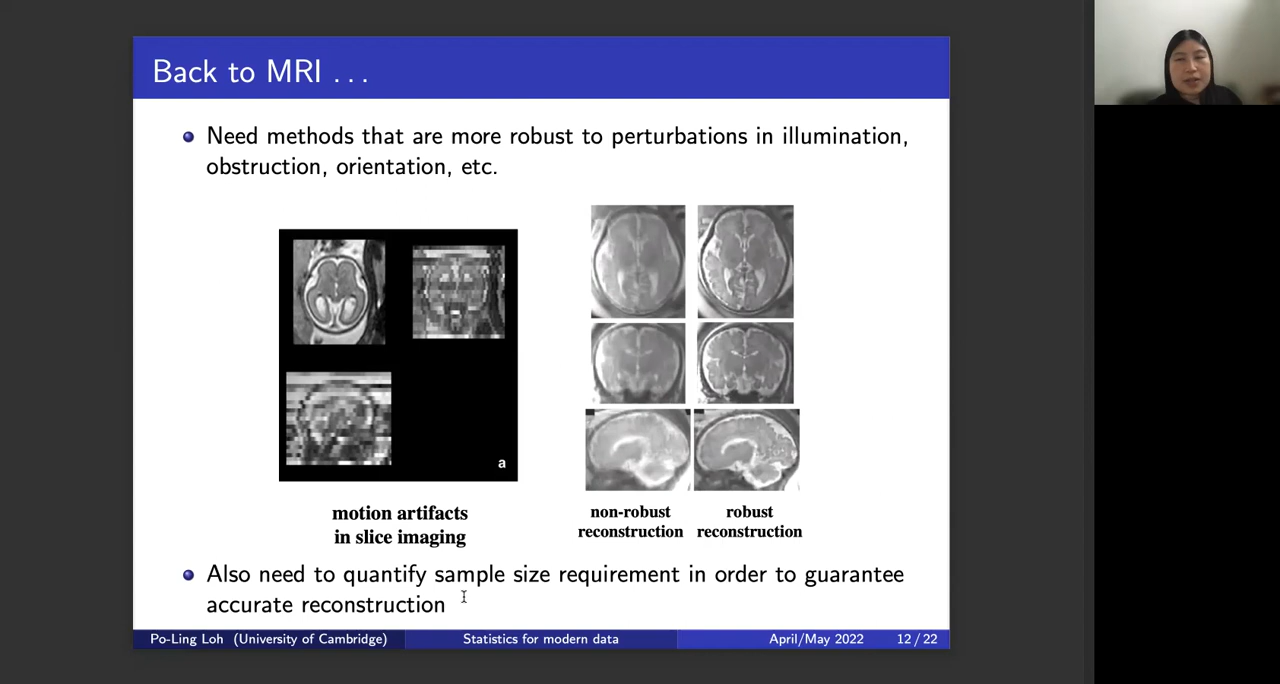 Back to MRI . . .
Need methods that are more robust to perturbations in illumination,
obstruction, orientation, etc.
a
motion artifacts
in slice imaging
non-robust
reconstruction
robust
reconstruction
Also need to quantify sample size requirement in order to guarantee
accurate reconstruction
Po-Ling Loh (University of Cambridge) Statistics for modern data April/May 2022 12 / 22